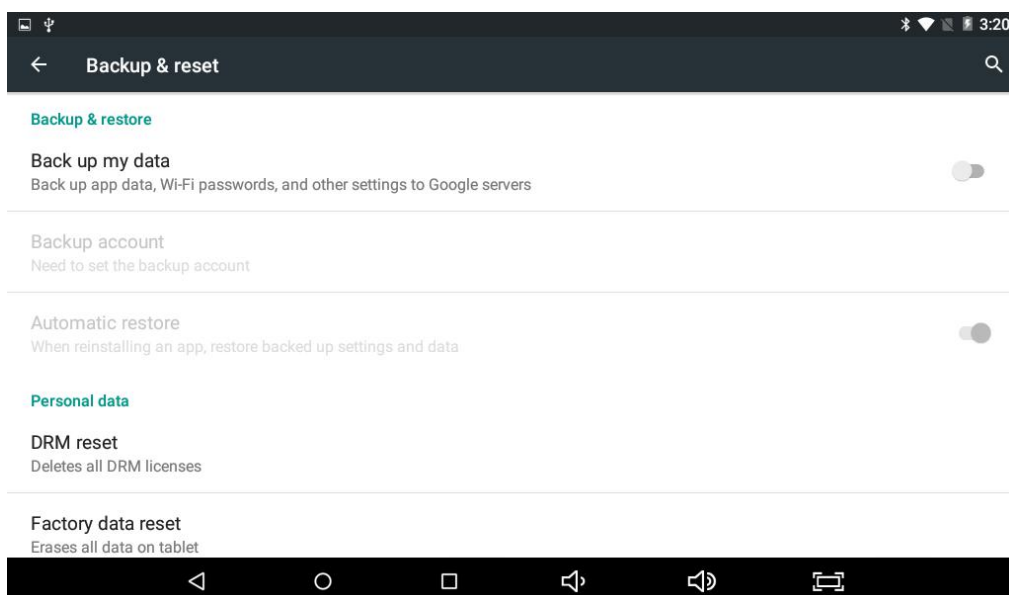 3:20
Backup & reset
Backup & restore
Back up my data
Back up app data, Wi-Fi passwords, and other settings to Google servers
Backup account
Need to set the backup account
Automatic restore
When reinstalling an app, restore backed up settings and data
Personal data
DRM reset
Deletes all DRM licenses
Factory data reset
Erases all data on tablet